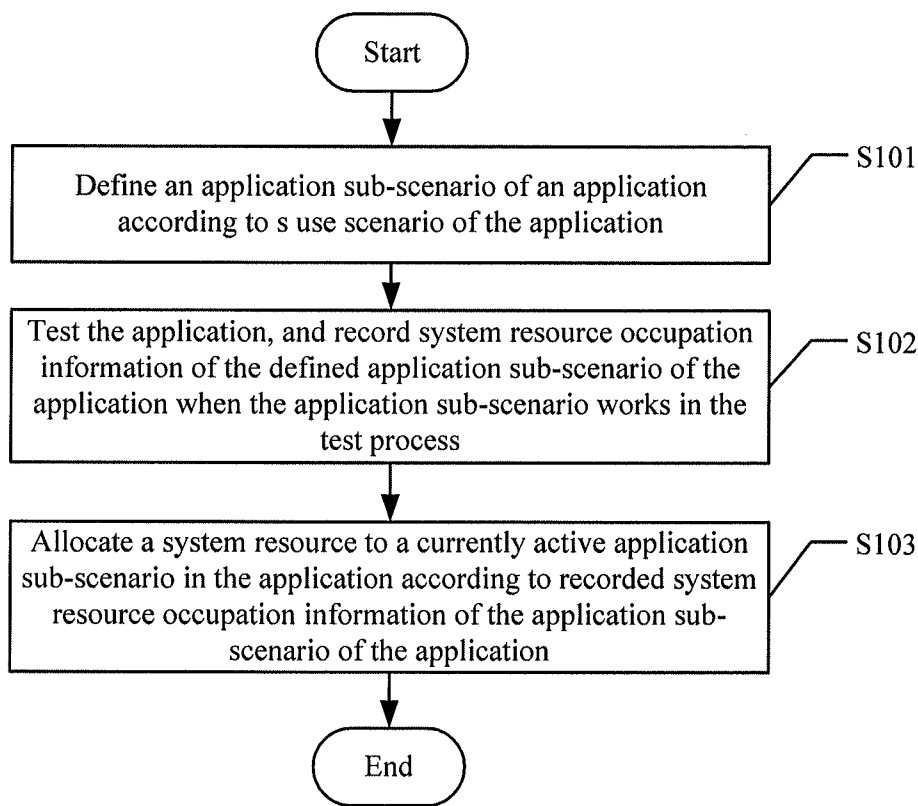 Start
Define an application sub-scenario of an application
according to s use scenario of the application
S101
Test the application, and record system resource occupation
information of the defined application sub-scenario of the
application when the application sub-scenario works in the
test process
S102
Allocate a system resource to a currently active application
sub-scenario in the application according to recorded system
resource occupation information of the application sub-
scenario of the application
S103
End